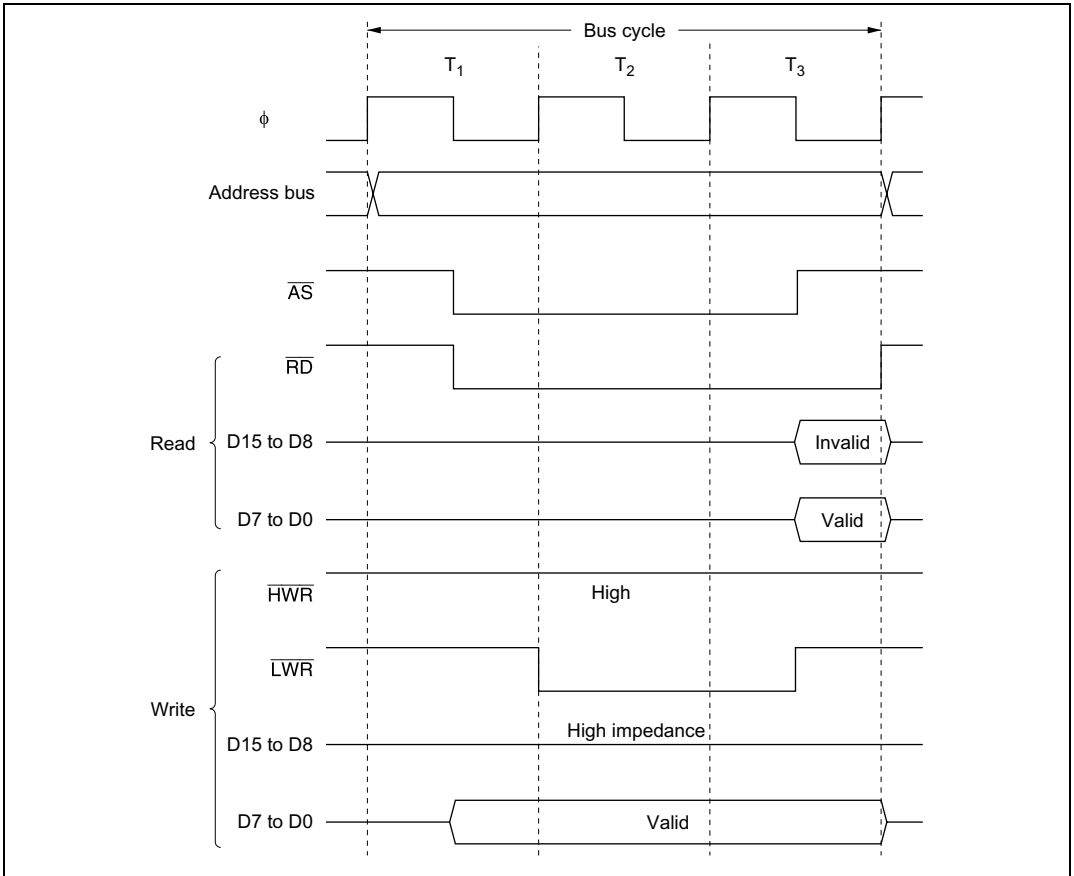 Bus cycle
T1 T2 T3
ϕ
Address bus
AS
RD
Read
D15 to D8 Invalid
D7 to D0 Valid
HWR High
LWR
Write
High impedance
D15 to D8
D7 to D0 Valid